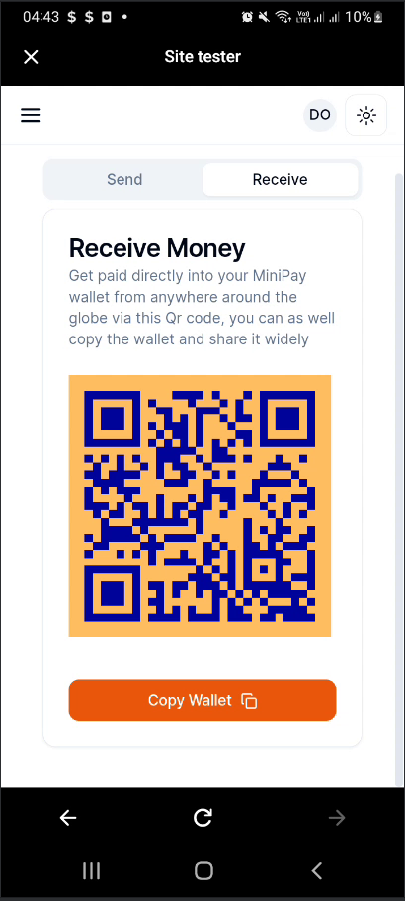 04:43 $ $
Vo)) LTE1
10%
Site tester
DO
Send
Receive
Receive Money
Get paid directly into your MiniPay
wallet from anywhere around the
globe via this Qr code, you can as well
copy the wallet and share it widely
Copy Wallet